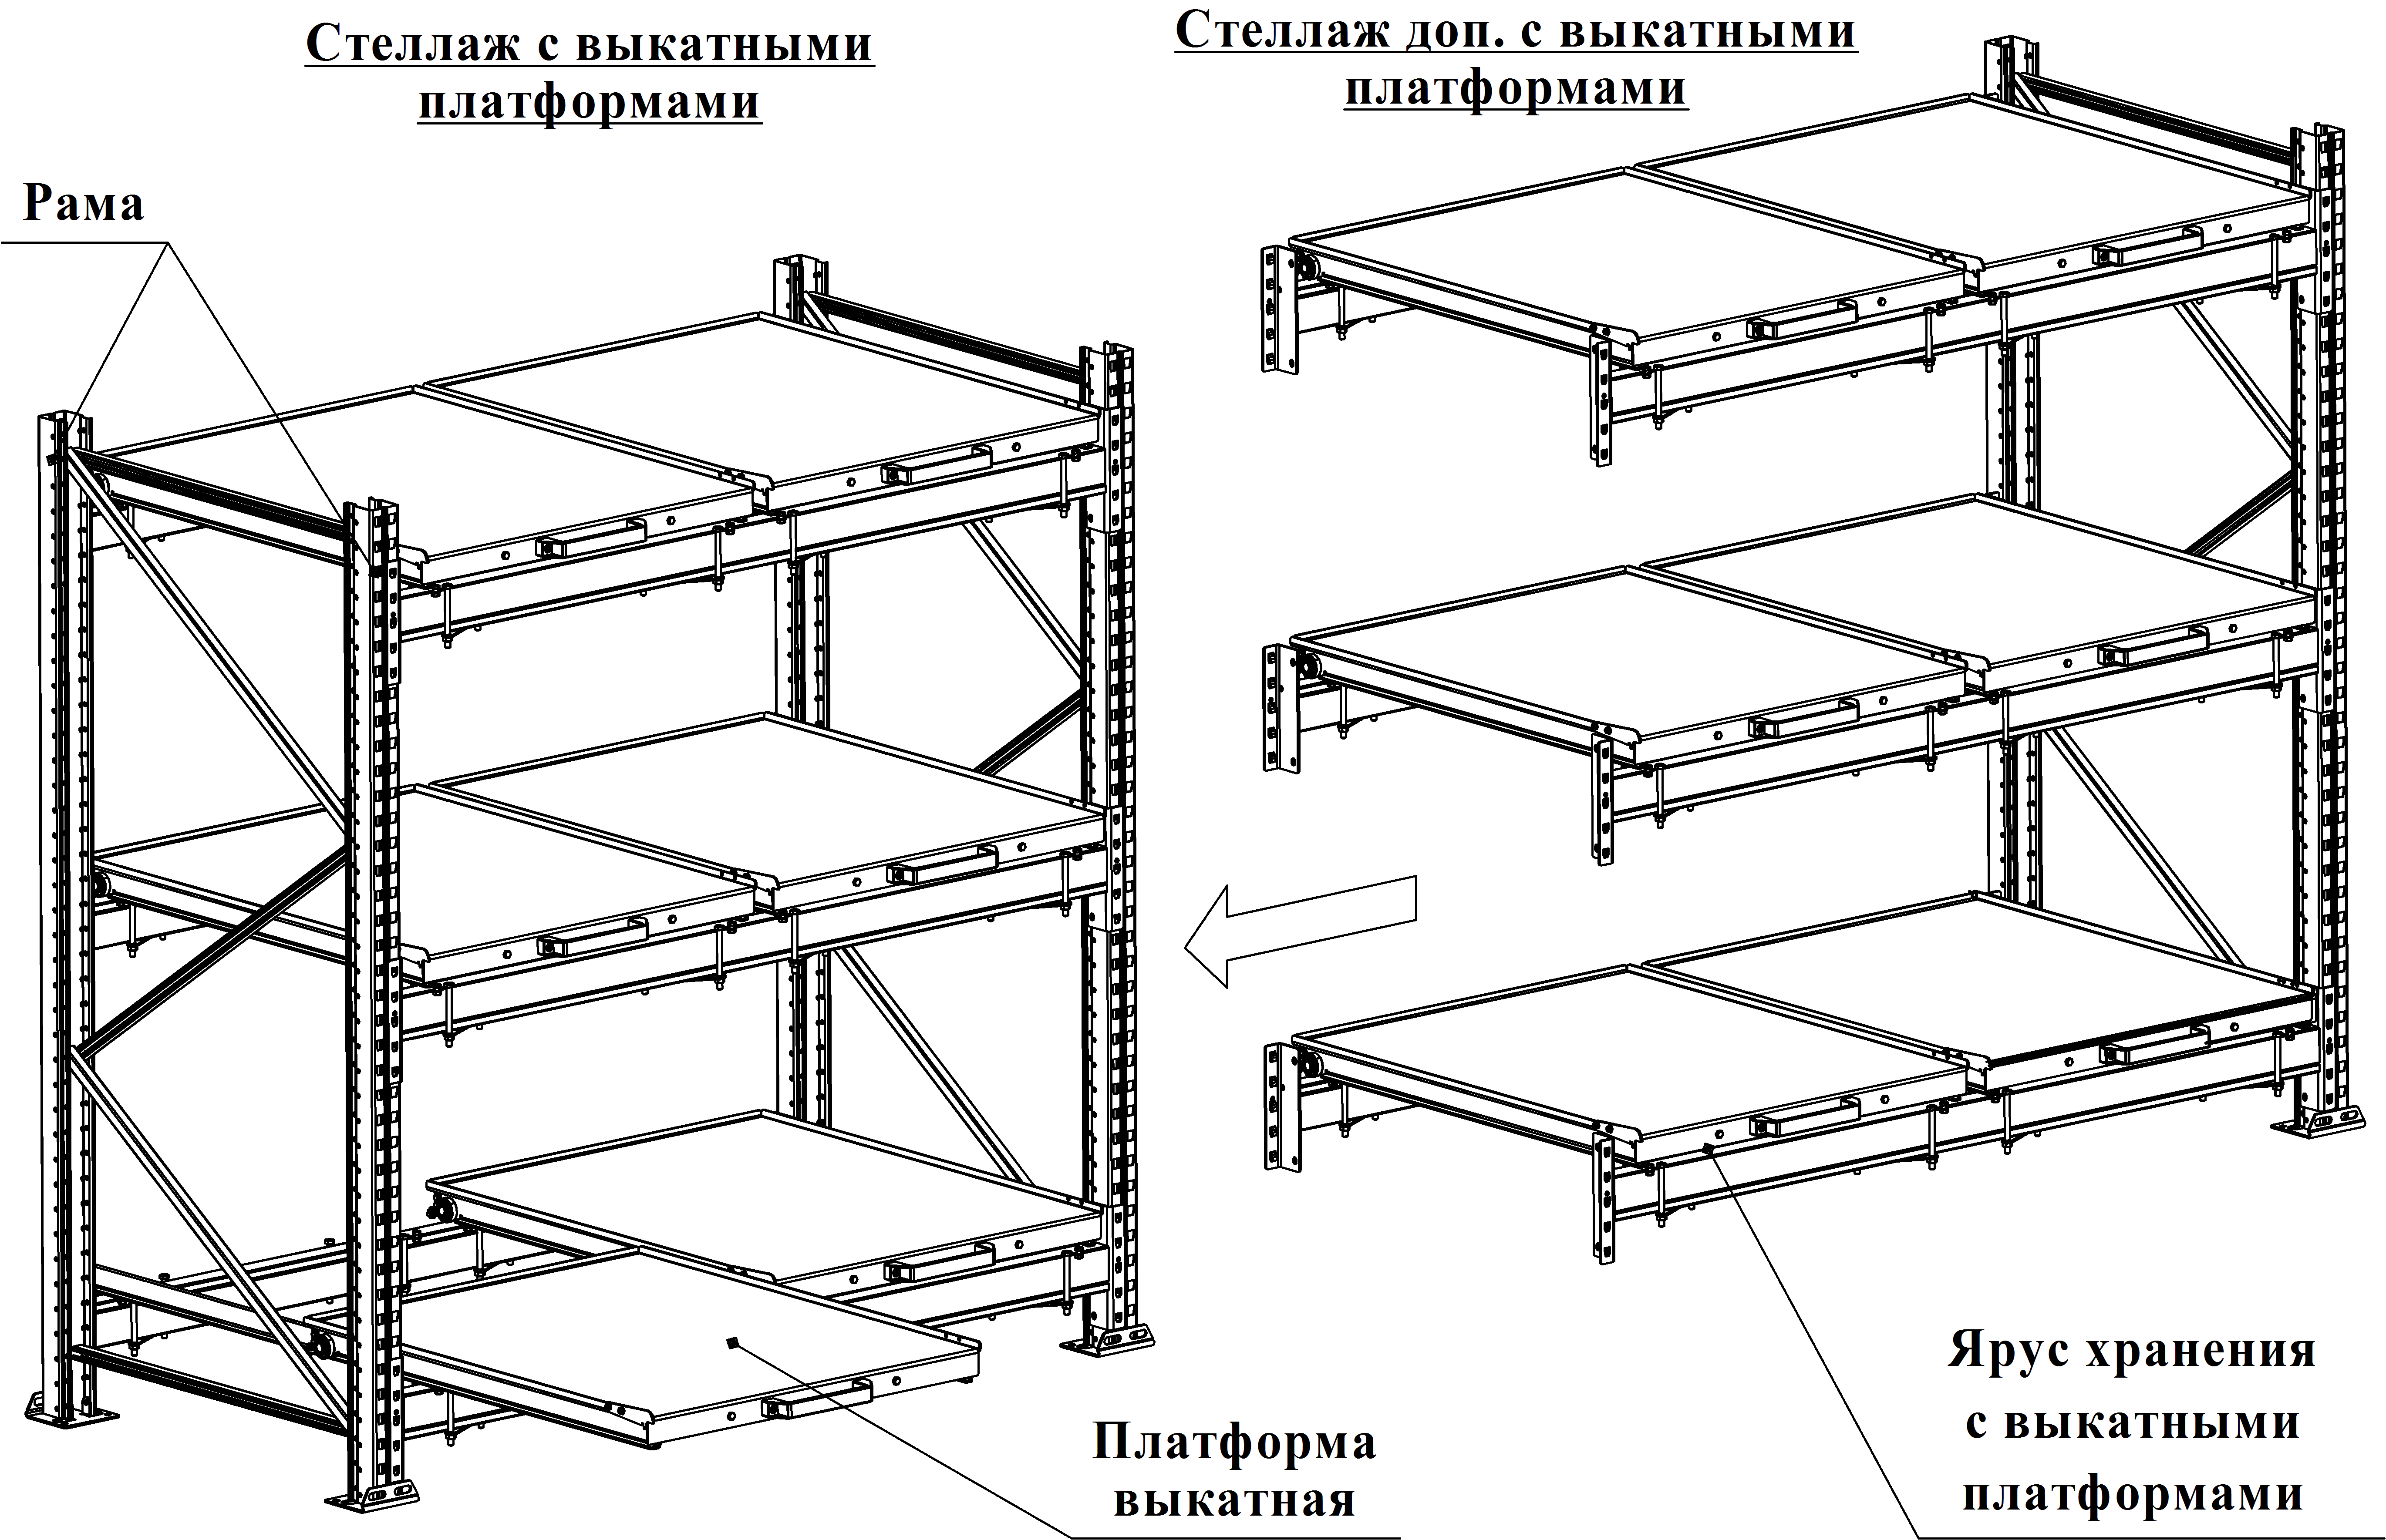 Стеллаж с выкатными
платформами
Стеллаж доп. с выкатными
платформами
Рама
Ярус хранения
с выкатными
платформами
Платформа
выкатная